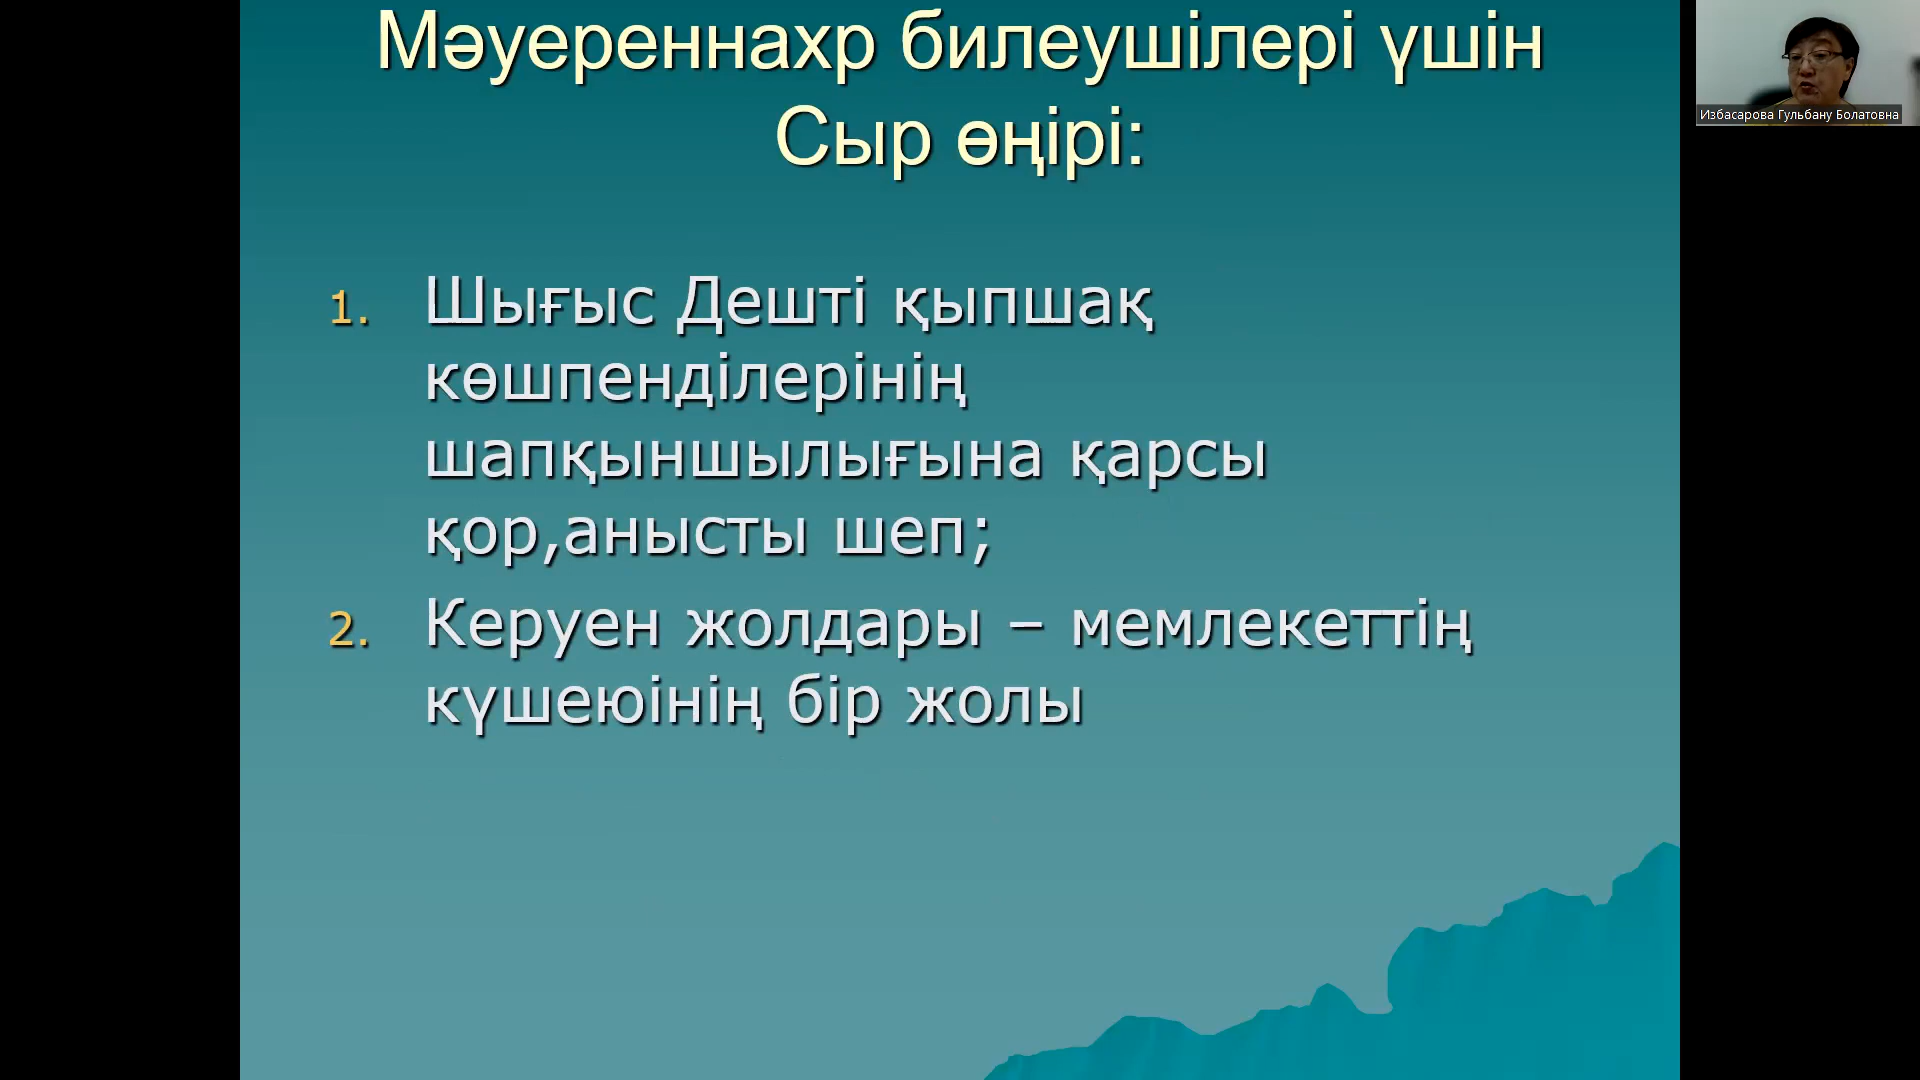 Мәуереннахр билеушілері үшін
Сыр өңірі:
1. Шығыс Дешті қыпшақ
көшпенділерінің
шапқыншылығына қарсы
қор,анысты шеп;
2. Керуен жолдары – мемлекеттің
күшеюінің бір жолы
Избасарова Гульбану Болатовна